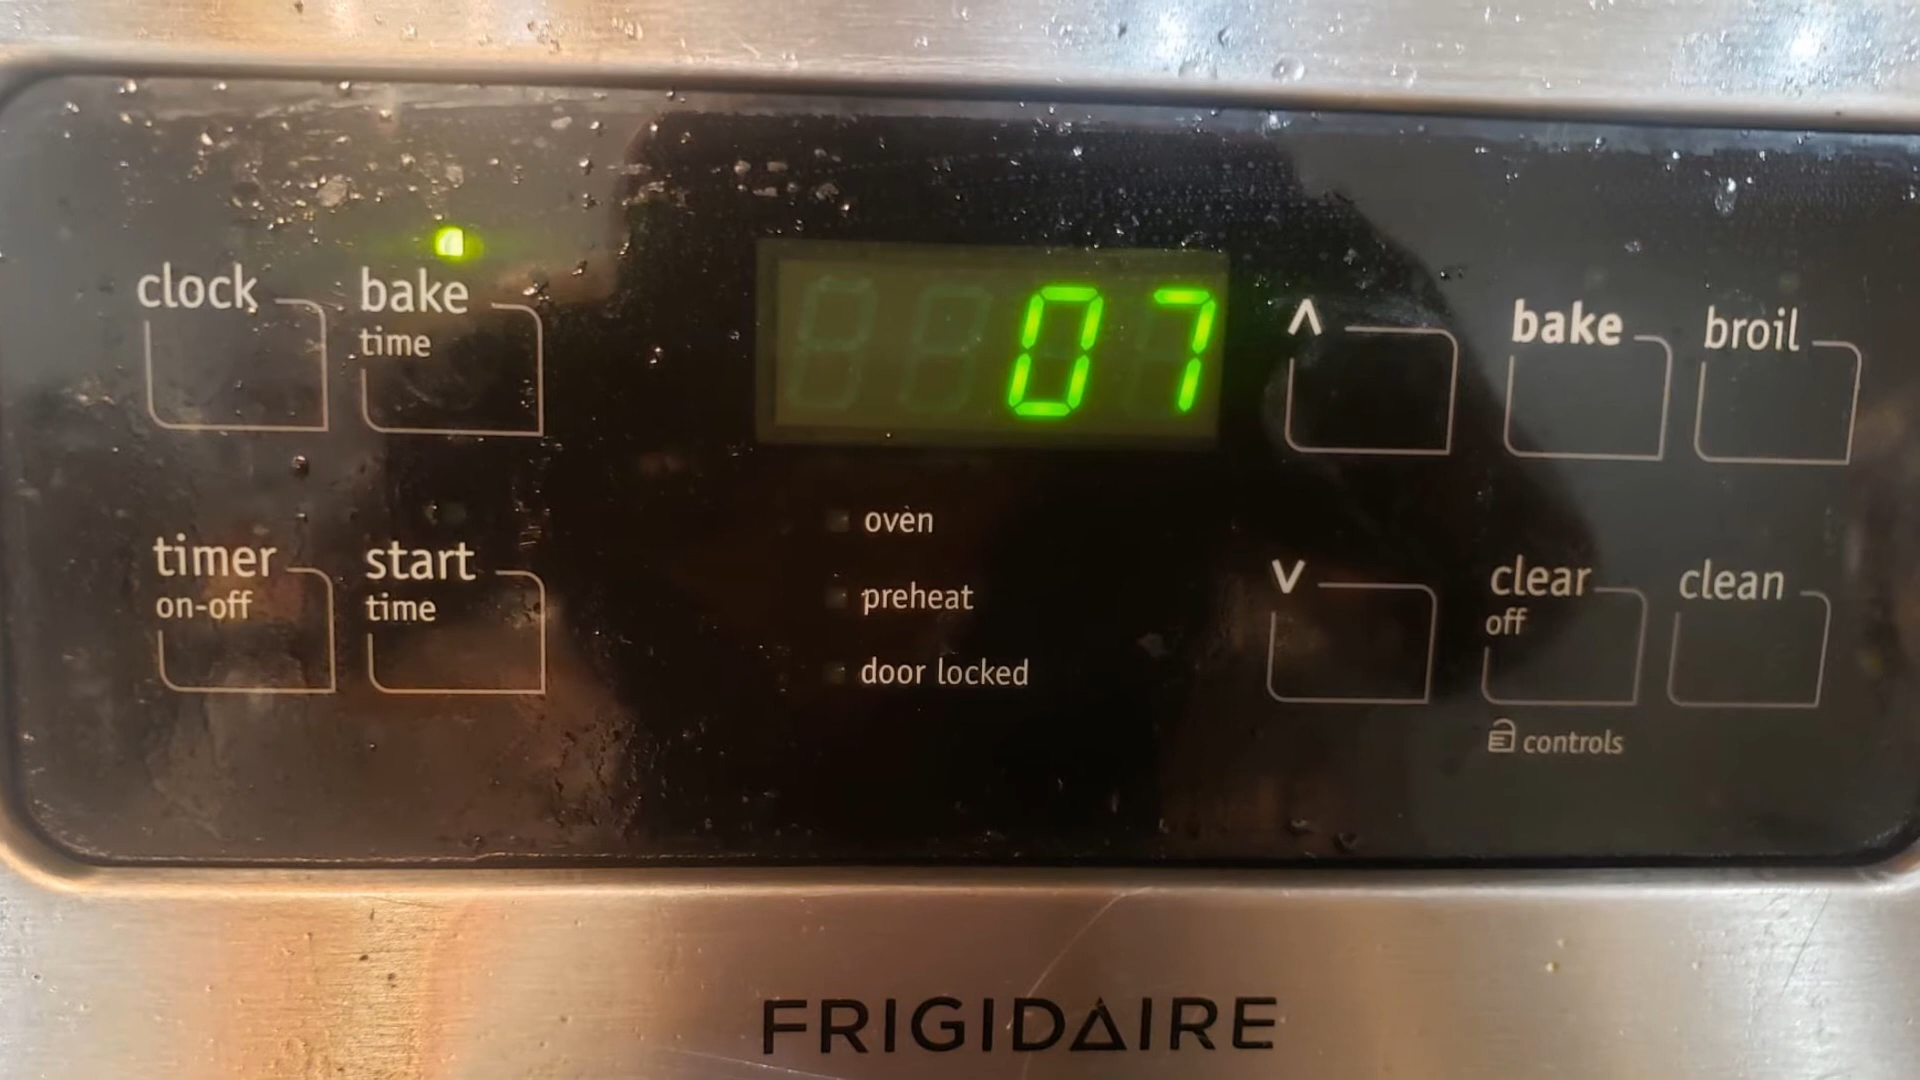 clock
bake
time
07
^
bake
broil
timer
on-off
start
time
oven
preheat
door locked
v
clear
off
clean
controls
FRIGIDAIRE